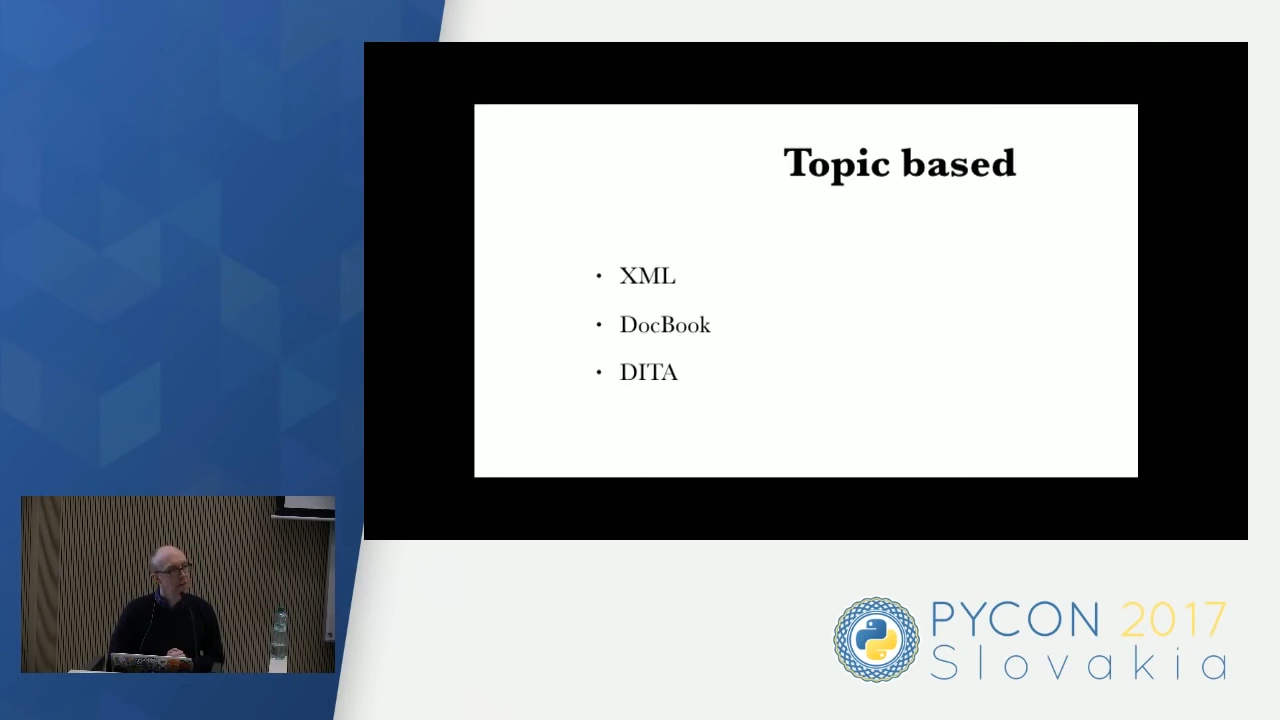 Topic based
• XML
• DocBook
• DITA
PYCON 2017
Slovakia